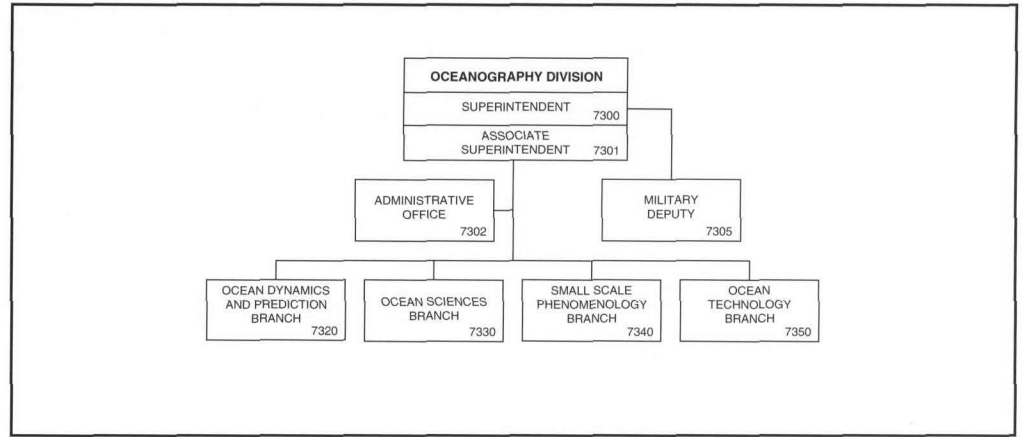 OCEANOGRAPHY DIVISION
SUPERINTENDENT
7300
ASSOCIATE
SUPERINTENDENT 7301
ADMINISTRATIVE
OFFICE
7302
MILITARY
DEPUTY
7305
OCEAN DYNAMICS
AND PREDICTION
BRANCH
7320
OCEAN SCIENCES
BRANCH
7330
SMALL SCALE
PHENOMENOLOGY
BRANCH
7340
OCEAN
TECHNOLOGY
BRANCH
7350